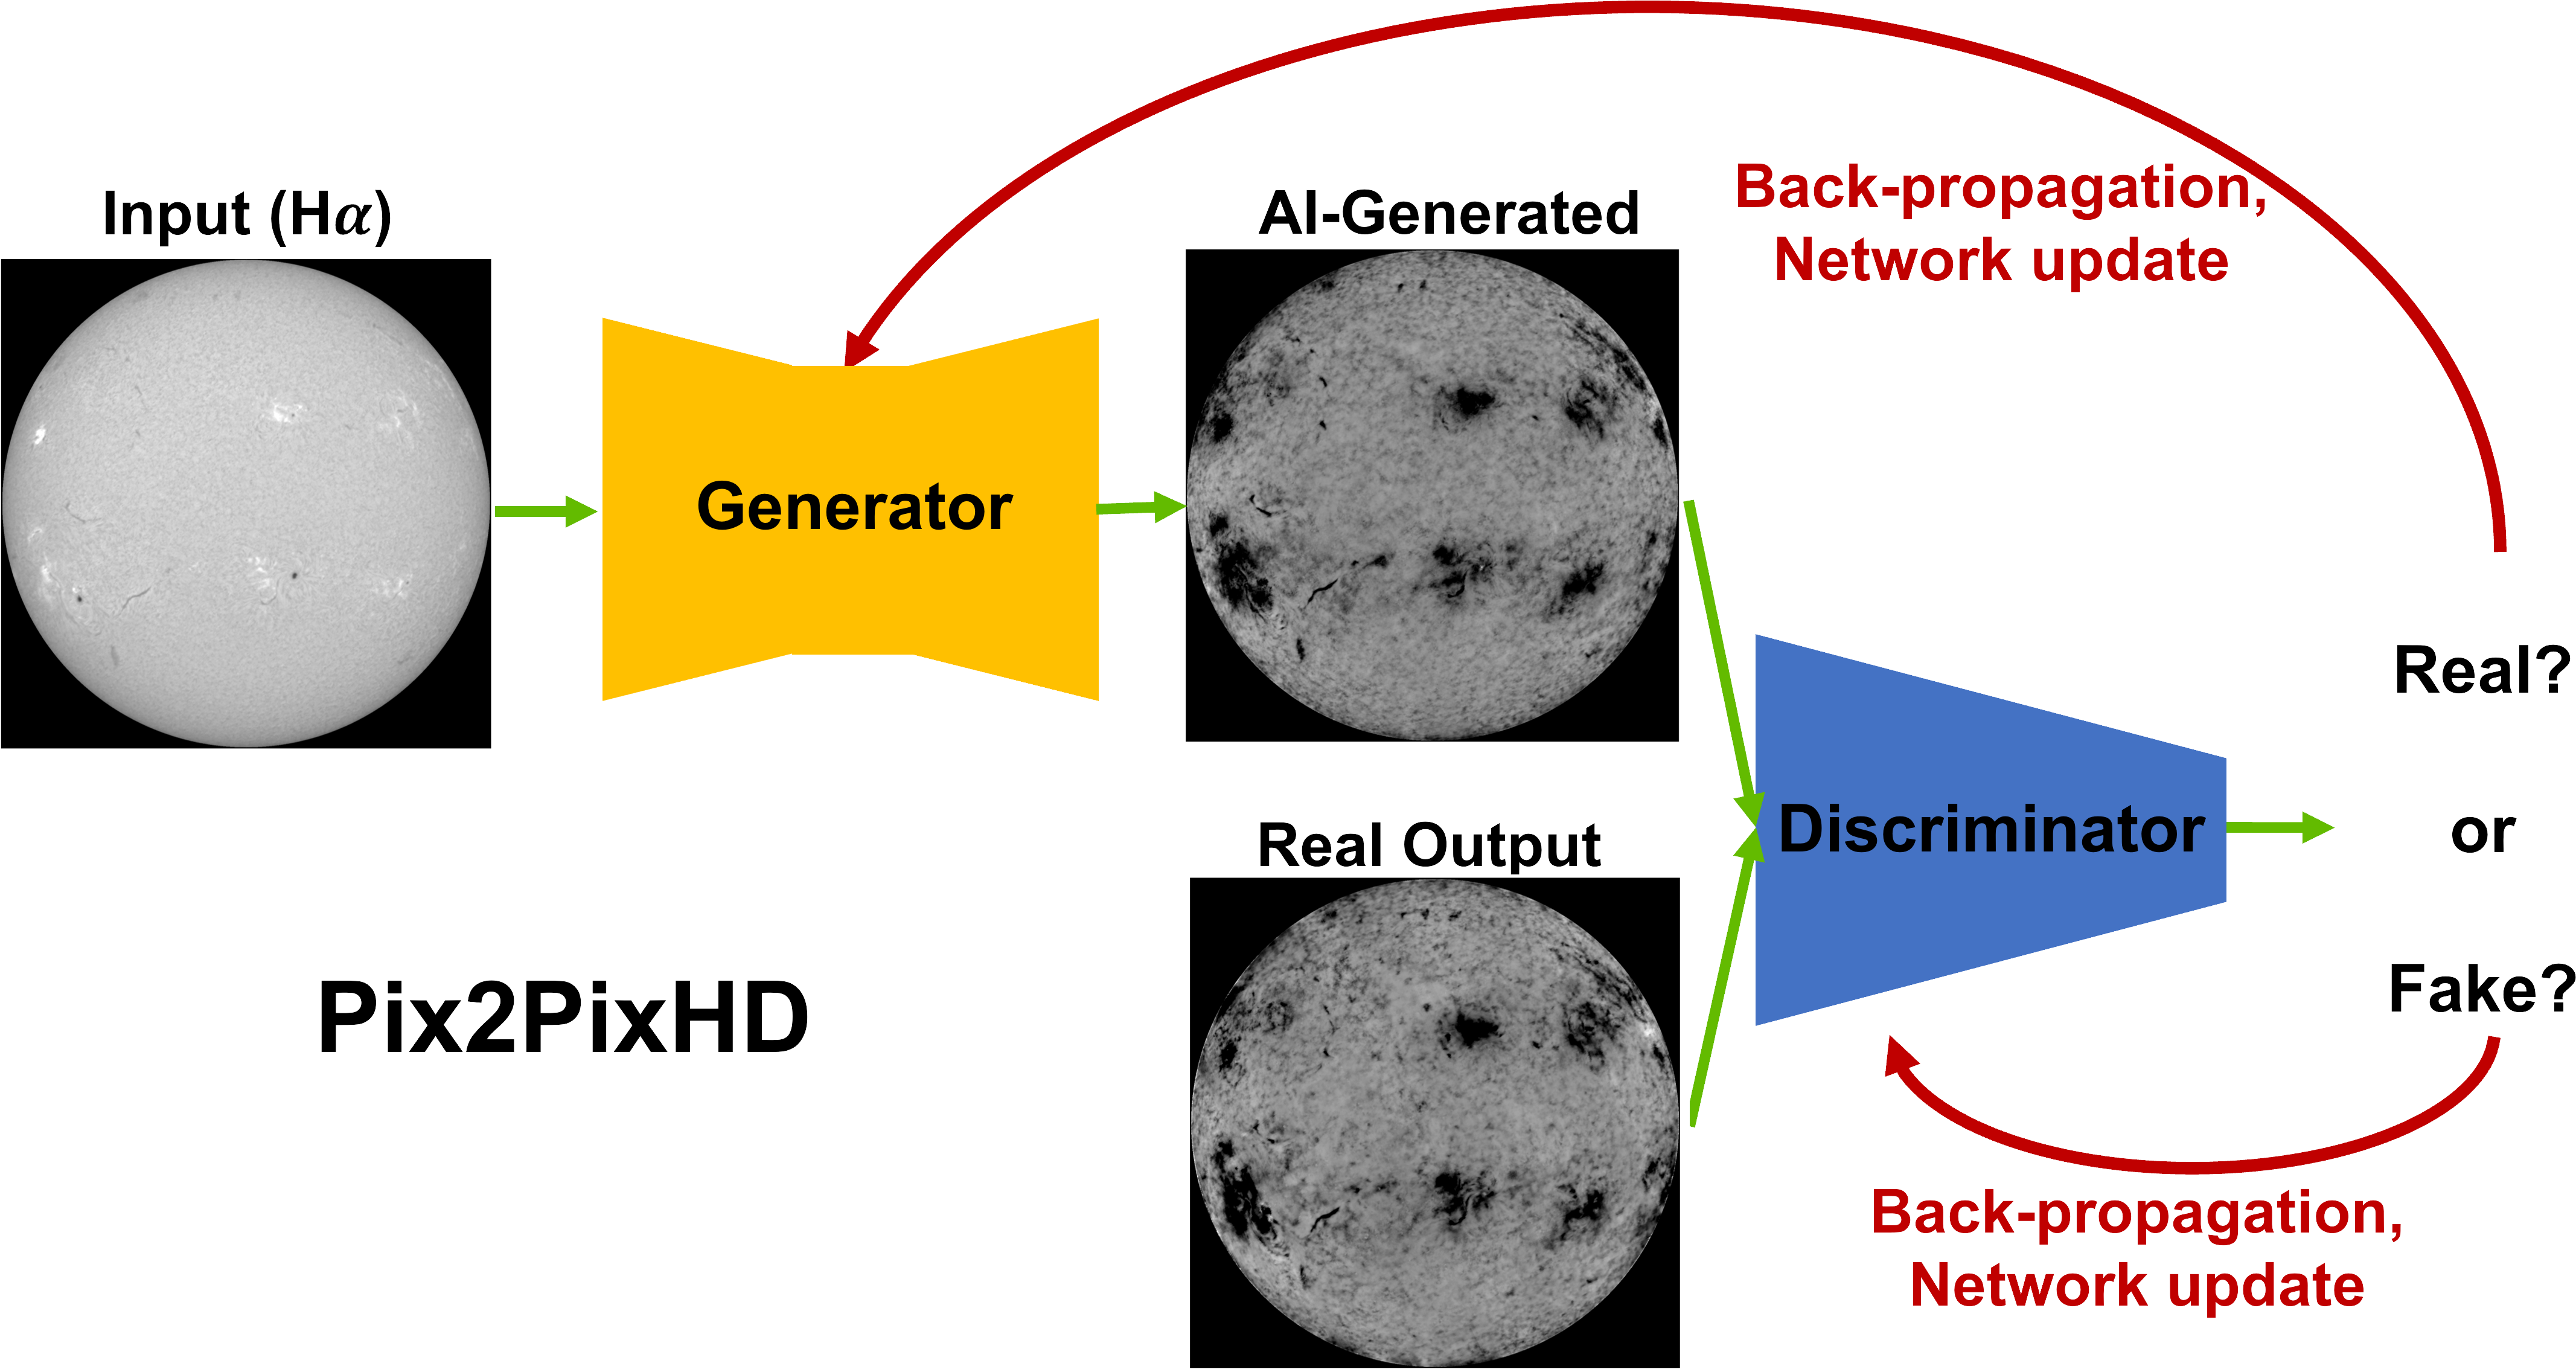 Input (H𝛼)
Generator
AI-Generated
Back-propagation,
Network update
Real Output
Discriminator
Real?
or
Fake?
Back-propagation,
Network update
Pix2PixHD